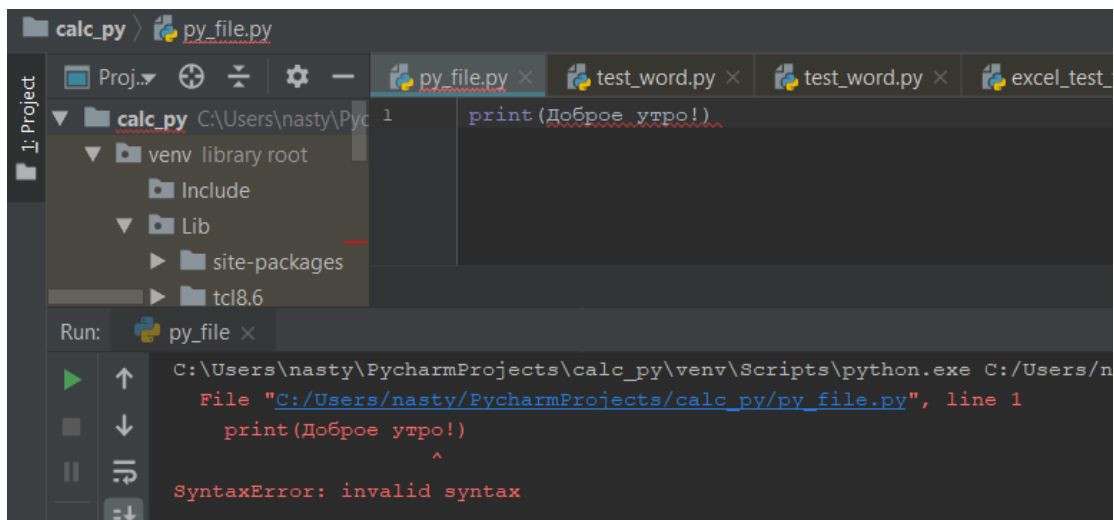 calc_py py_file.py
1: Project
Proj..
py_file.py
test_word.py
test_word.py
excel_test_
calc_py C:\Users\nasty\Pyc
1 print(Доброе утро!)
venv library root
Include
Lib
site-packages
tcl8.6
Run: py_file
C:\Users\nasty\PycharmProjects\calc_py\venv\Scripts\python.exe C:/Users/n
File "C:/Users/nasty/PycharmProjects/calc_py/py_file.py", line 1
print(Доброе утро!)
^
SyntaxError: invalid syntax